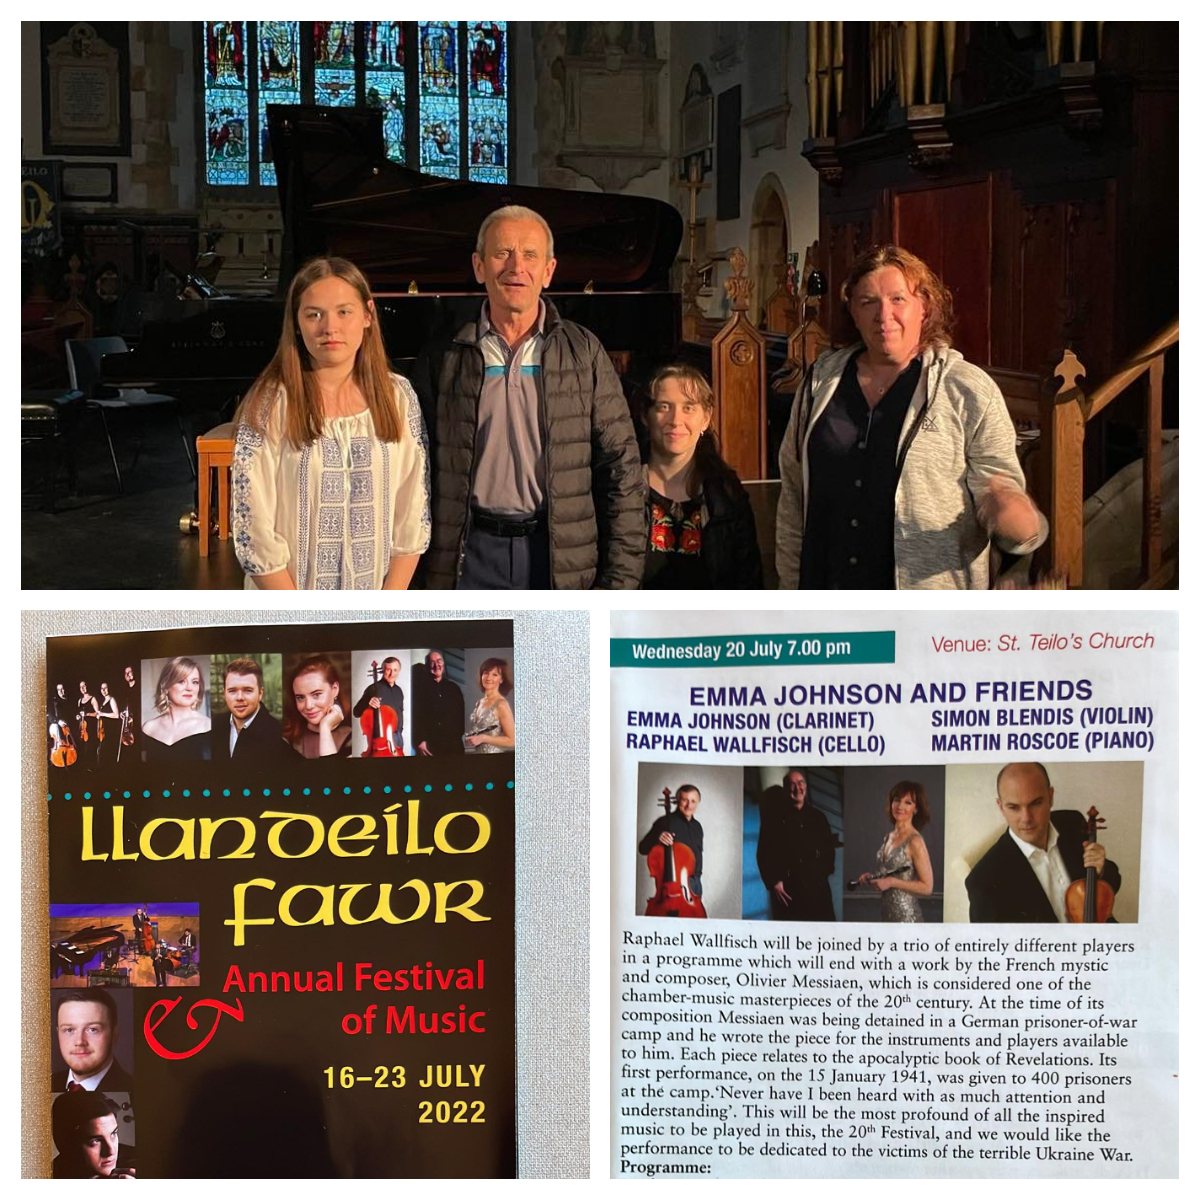 STEINWAY & SONS
Llandeilo
Fawr
Annual Festival
&
of Music
16–23 JULY
2022
Wednesday 20 July 7.00 pm
Venue: St. Teilo's Church
EMMA JOHNSON AND FRIENDS
EMMA JOHNSON (CLARINET)
SIMON BLENDIS (VIOLIN)
RAPHAEL WALLFISCH (CELLO)
MARTIN ROSCOE (PIANO)
Raphael Wallfisch will be joined by a trio of entirely different players
in a programme which will end with a work by the French mystic
and composer, Olivier Messiaen, which is considered one of the
chamber-music masterpieces of the 20th century. At the time of its
composition Messiaen was being detained in a German prisoner-of-war
camp and he wrote the piece for the instruments and players available
to him. Each piece relates to the apocalyptic book of Revelations. Its
first performance, on the 15 January 1941, was given to 400 prisoners
at the camp.‘Never have I been heard with as much attention and
understanding’. This will be the most profound of all the inspired
music to be played in this, the 20th Festival, and we would like the
performance to be dedicated to the victims of the terrible Ukraine War.
Programme: